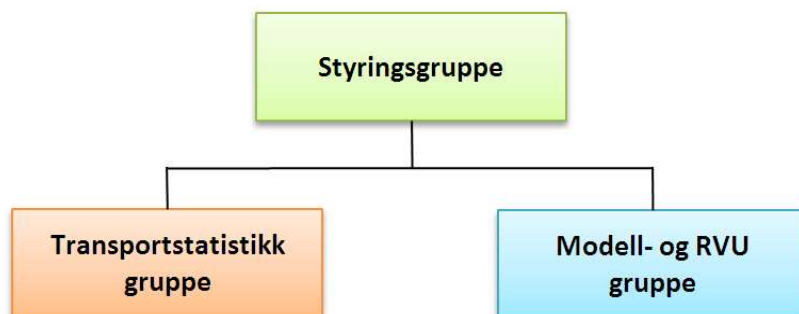 Styringsgruppe
Transportstatistikk
gruppe
Modell- og RVU
gruppe